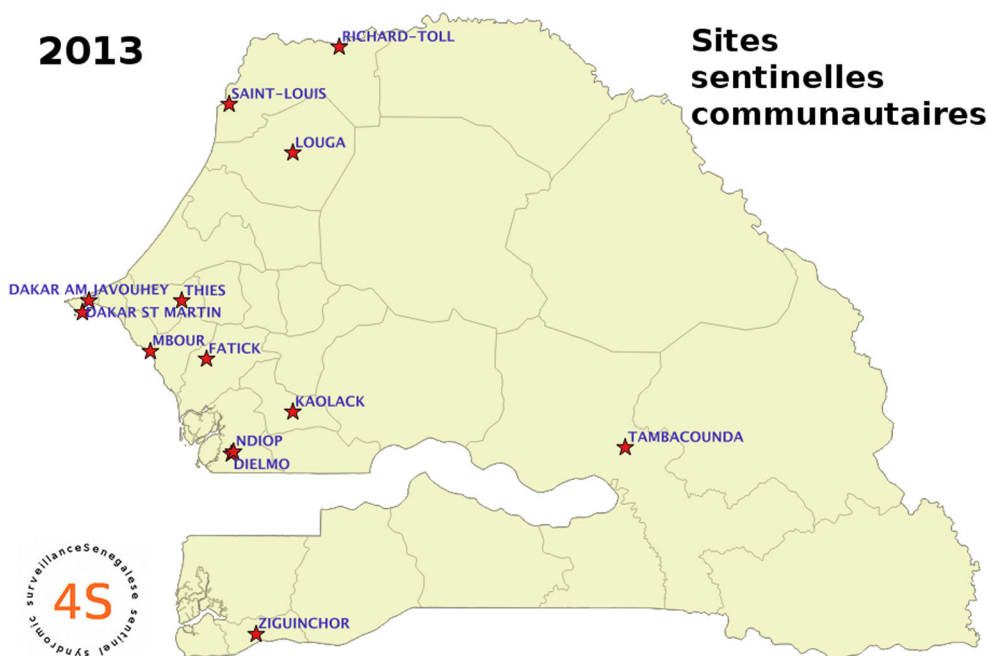 2013
Sites
sentinelles
communautaires
RICHARD-TOLL
SAINT-LOUIS
LOUGA
DAKAR AM JAVOUHEY
THIES
DAKAR ST MARTIN
MBOUR
FATICK
KAOLACK
NDIOP
DIELMO
TAMBACOUNDA
ZIGUINCHOR
4S
surveillanceSenegalese sentinel syndromic